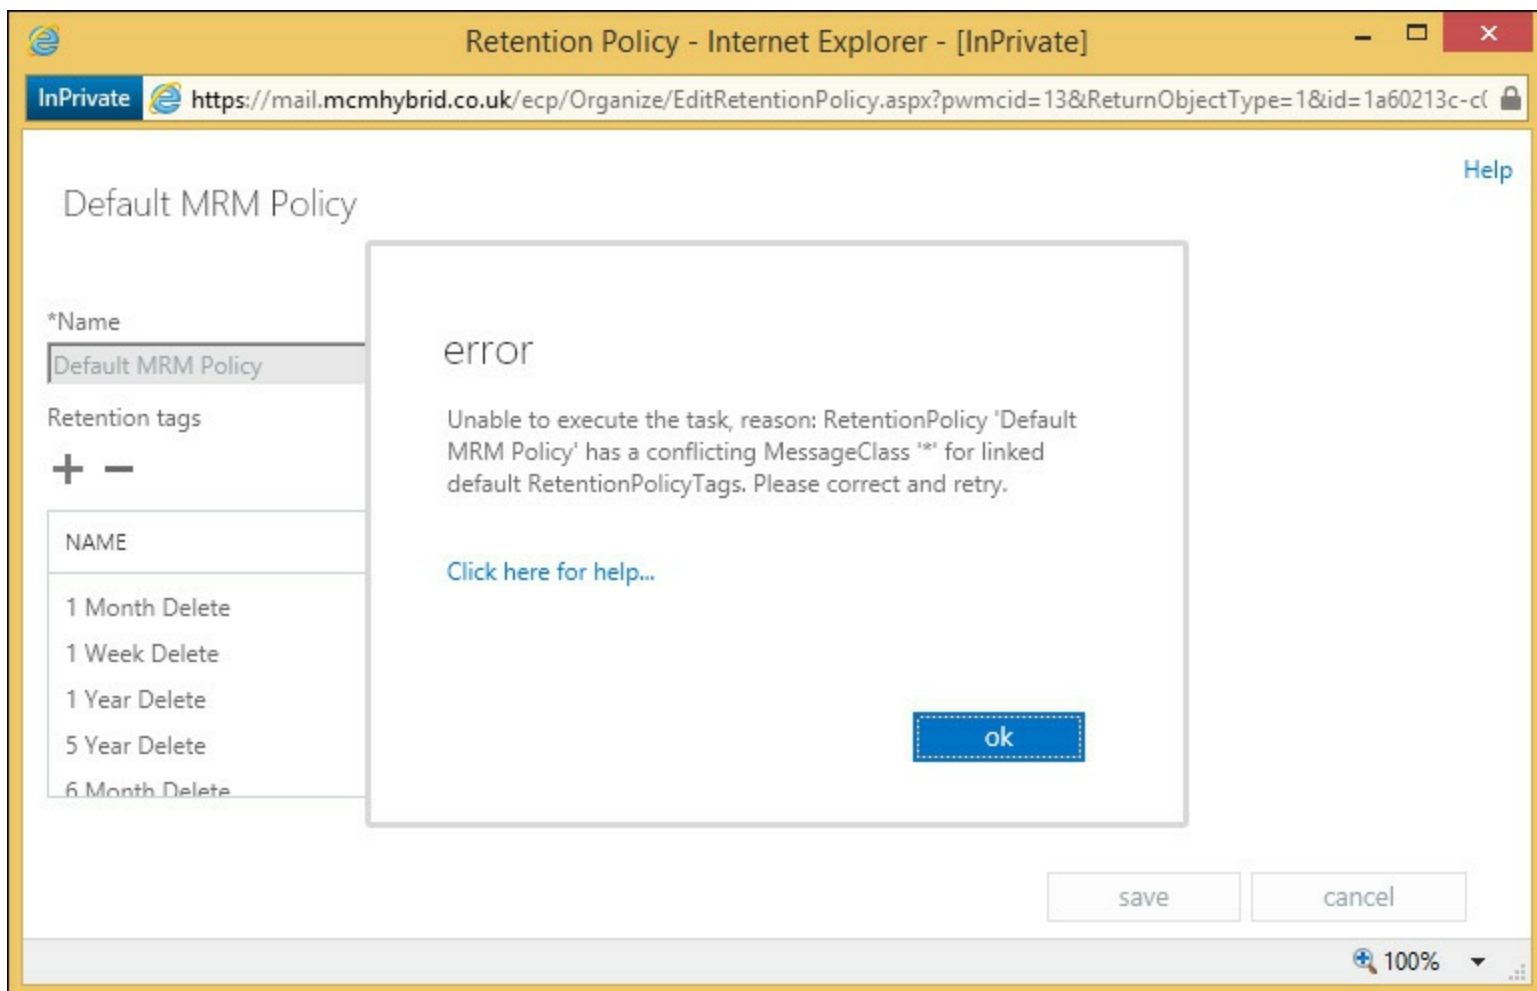 Retention Policy - Internet Explorer - [InPrivate]
InPrivate https://mail.mcmhybrid.co.uk/ecp/Organize/EditRetentionPolicy.aspx?pwmcid=13&ReturnObjectType=1&id=1a60213c-c(
Help
Default MRM Policy
*Name
Default MRM Policy
Retention tags
NAME
1 Month Delete
1 Week Delete
1 Year Delete
5 Year Delete
6 Month Delete
error
Unable to execute the task, reason: RetentionPolicy 'Default
MRM Policy' has a conflicting MessageClass '*' for linked
default RetentionPolicyTags. Please correct and retry.
Click here for help...
ok
save cancel
100%